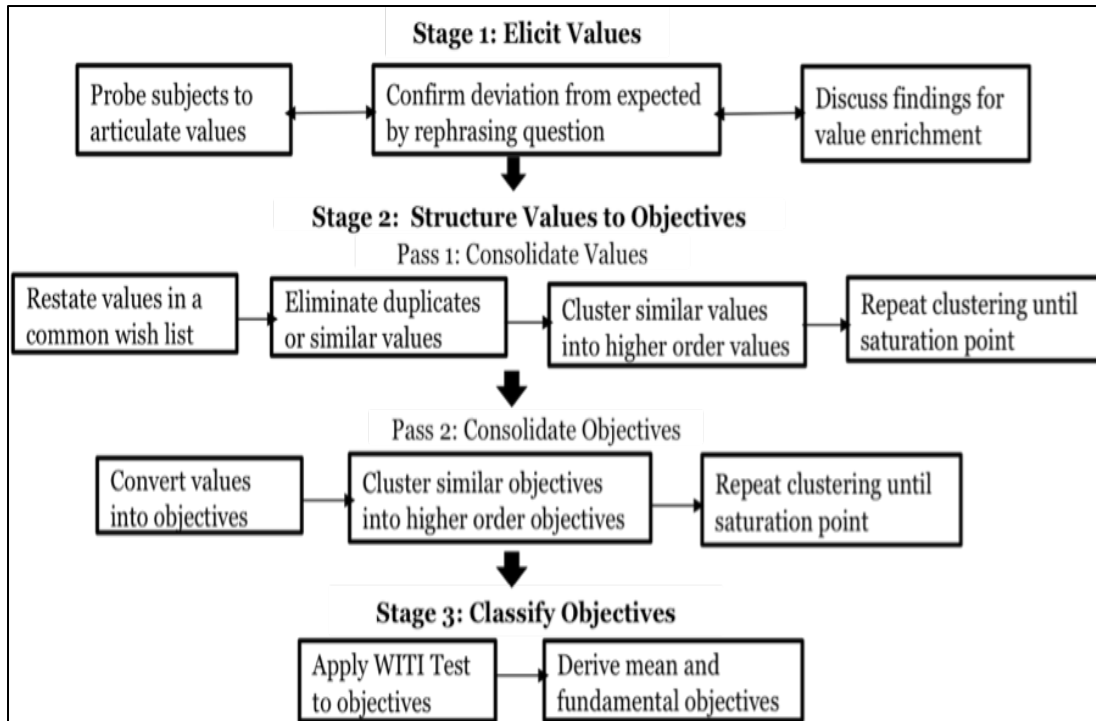 Stage 1: Elicit Values
Probe subjects to
articulate values
Confirm deviation from expected
by rephrasing question
Discuss findings for
value enrichment
Stage 2: Structure Values to Objectives
Pass 1: Consolidate Values
Restate values in a
common wish list
Eliminate duplicates
or similar values
Cluster similar values
into higher order values
Repeat clustering until
saturation point
Pass 2: Consolidate Objectives
Convert values
into objectives
Cluster similar objectives
into higher order objectives
Repeat clustering until
saturation point
Stage 3: Classify Objectives
Apply WITI Test
to objectives
Derive mean and
fundamental objectives